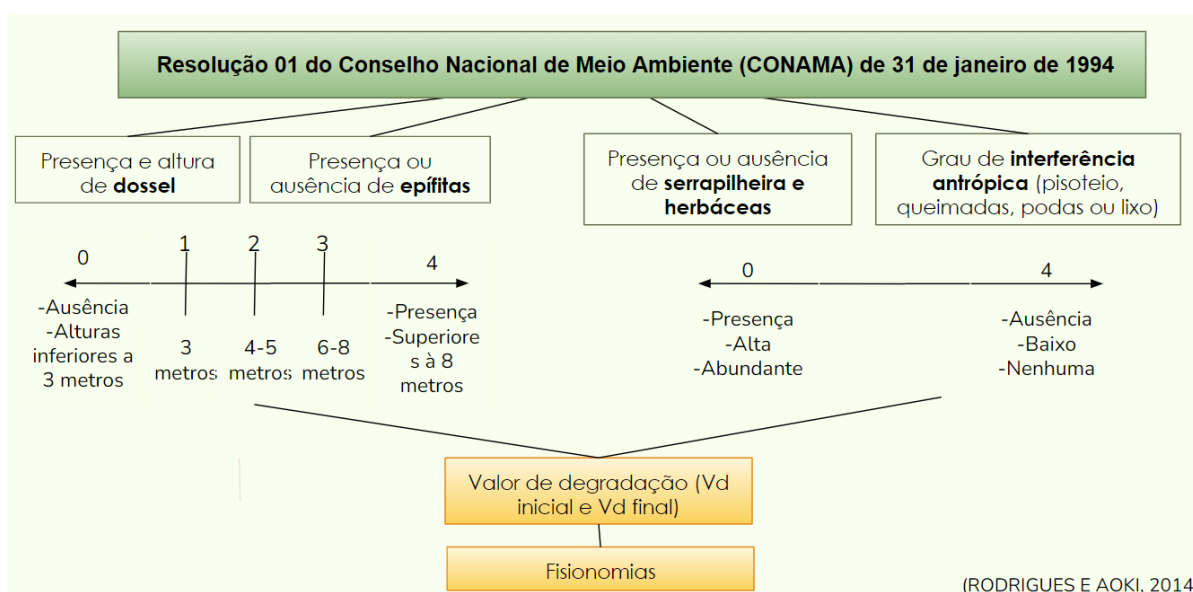 Resolução 01 do Conselho Nacional de Meio Ambiente (CONAMA) de 31 de janeiro de 1994
Presença e altura
de dossel
Presença ou
ausência de epífitas
Presença ou ausência
de serrapilheira e
herbáceas
Grau de interferência
antrópica (pisoteio,
queimadas, podas ou lixo)
0
1
2
3
4
-Ausência
-Alturas
inferiores a
3 metros
3
metros
4-5
metros
6-8
metros
-Presença
-Superiore
s à 8
metros
0
4
-Presença
-Alta
-Abundante
-Ausência
-Baixo
-Nenhuma
Valor de degradação (Vd
inicial e Vd final)
Fisionomias
(RODRIGUES E AOKI, 2014